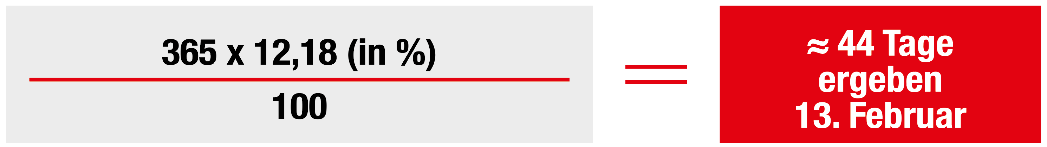 365 x 12,18 (in %)
100
=
≈ 44 Tage
ergeben
13. Februar